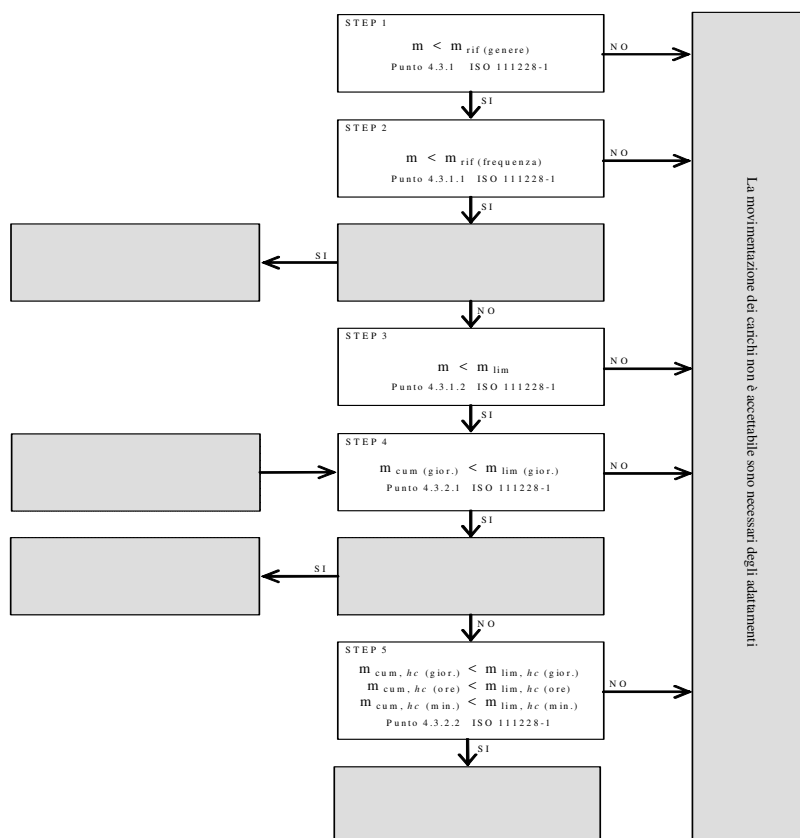 STEP 1
m < m rif (genere)
Punto 4.3.1 ISO 111228-1
NO
SI
STEP 2
m < m rif (frequenza)
Punto 4.3.1.1 ISO 111228-1
NO
SI
SI
NO
STEP 3
m < m lim
Punto 4.3.1.2 ISO 111228-1
NO
SI
STEP 4
m cum (gior.) < m lim (gior.)
Punto 4.3.2.1 ISO 111228-1
NO
SI
SI
NO
STEP 5
m cum, hc (gior.) < m lim, hc (gior.)
m cum, hc (ore) < m lim, hc (ore)
m cum, hc (min.) < m lim, hc (min.)
Punto 4.3.2.2 ISO 111228-1
NO
SI
La movimentazione dei carichi non è accettabile sono necessari degli adattamenti